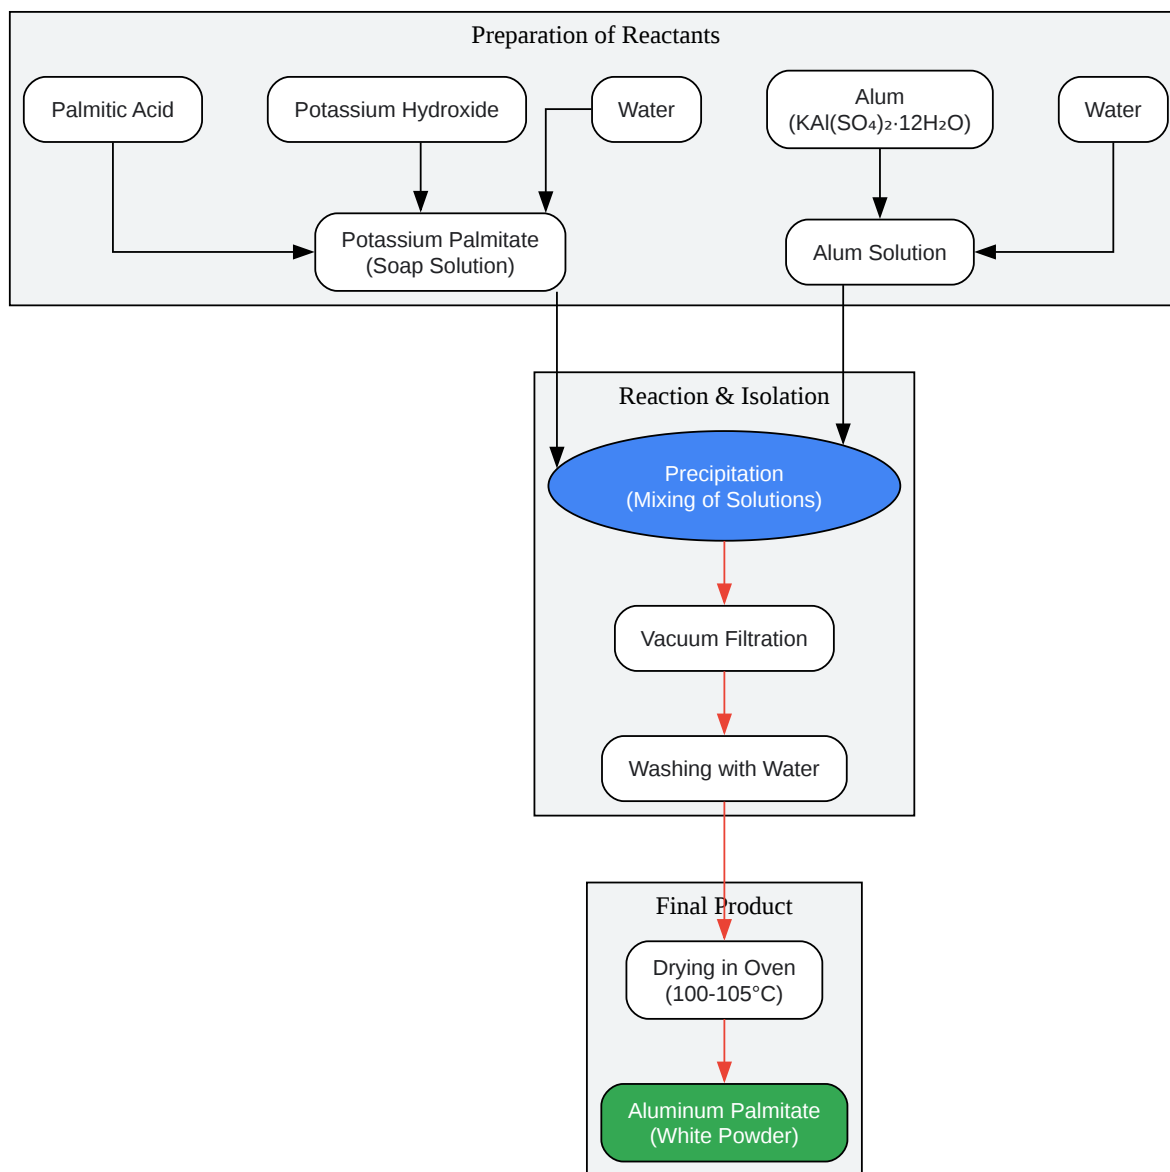 Preparation of Reactants
Palmitic Acid
Potassium Hydroxide
Water
Alum
(KAl(SO₄)₂·12H₂O)
Water
Potassium Palmitate
(Soap Solution)
Alum Solution
Reaction & Isolation
Precipitation
(Mixing of Solutions)
Vacuum Filtration
Washing with Water
Final Product
Drying in Oven
(100-105°C)
Aluminum Palmitate
(White Powder)